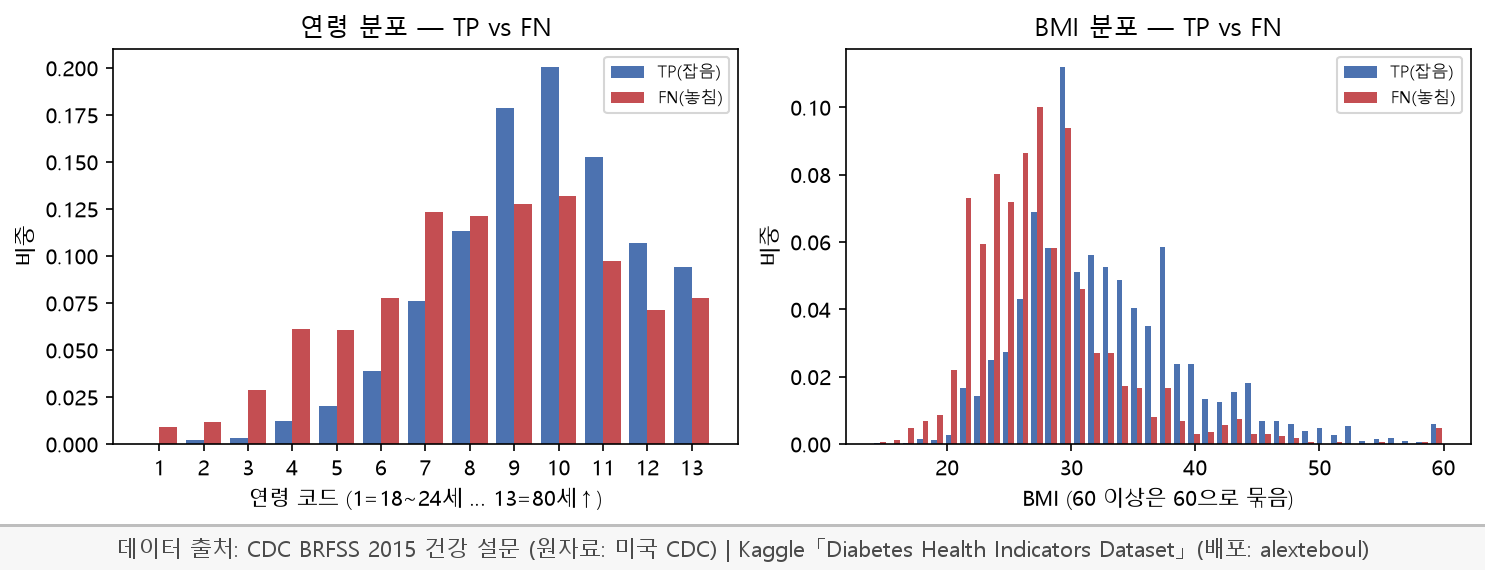 연령 분포 — TP vs FN
TP(잡음)
FN(놓침)
비중
0.200
0.175
0.150
0.125
0.100
0.075
0.050
0.025
0.000
1 2 3 4 5 6 7 8 9 10 11 12 13
연령 코드 (1=18~24세 ... 13=80세↑)
BMI 분포 — TP vs FN
TP(잡음)
FN(놓침)
비중
0.10
0.08
0.06
0.04
0.02
0.00
20 30 40 50 60
BMI (60 이상은 60으로 묶음)
데이터 출처: CDC BRFSS 2015 건강 설문 (원자료: 미국 CDC) | Kaggle「Diabetes Health Indicators Dataset」(배포: alexteboul)